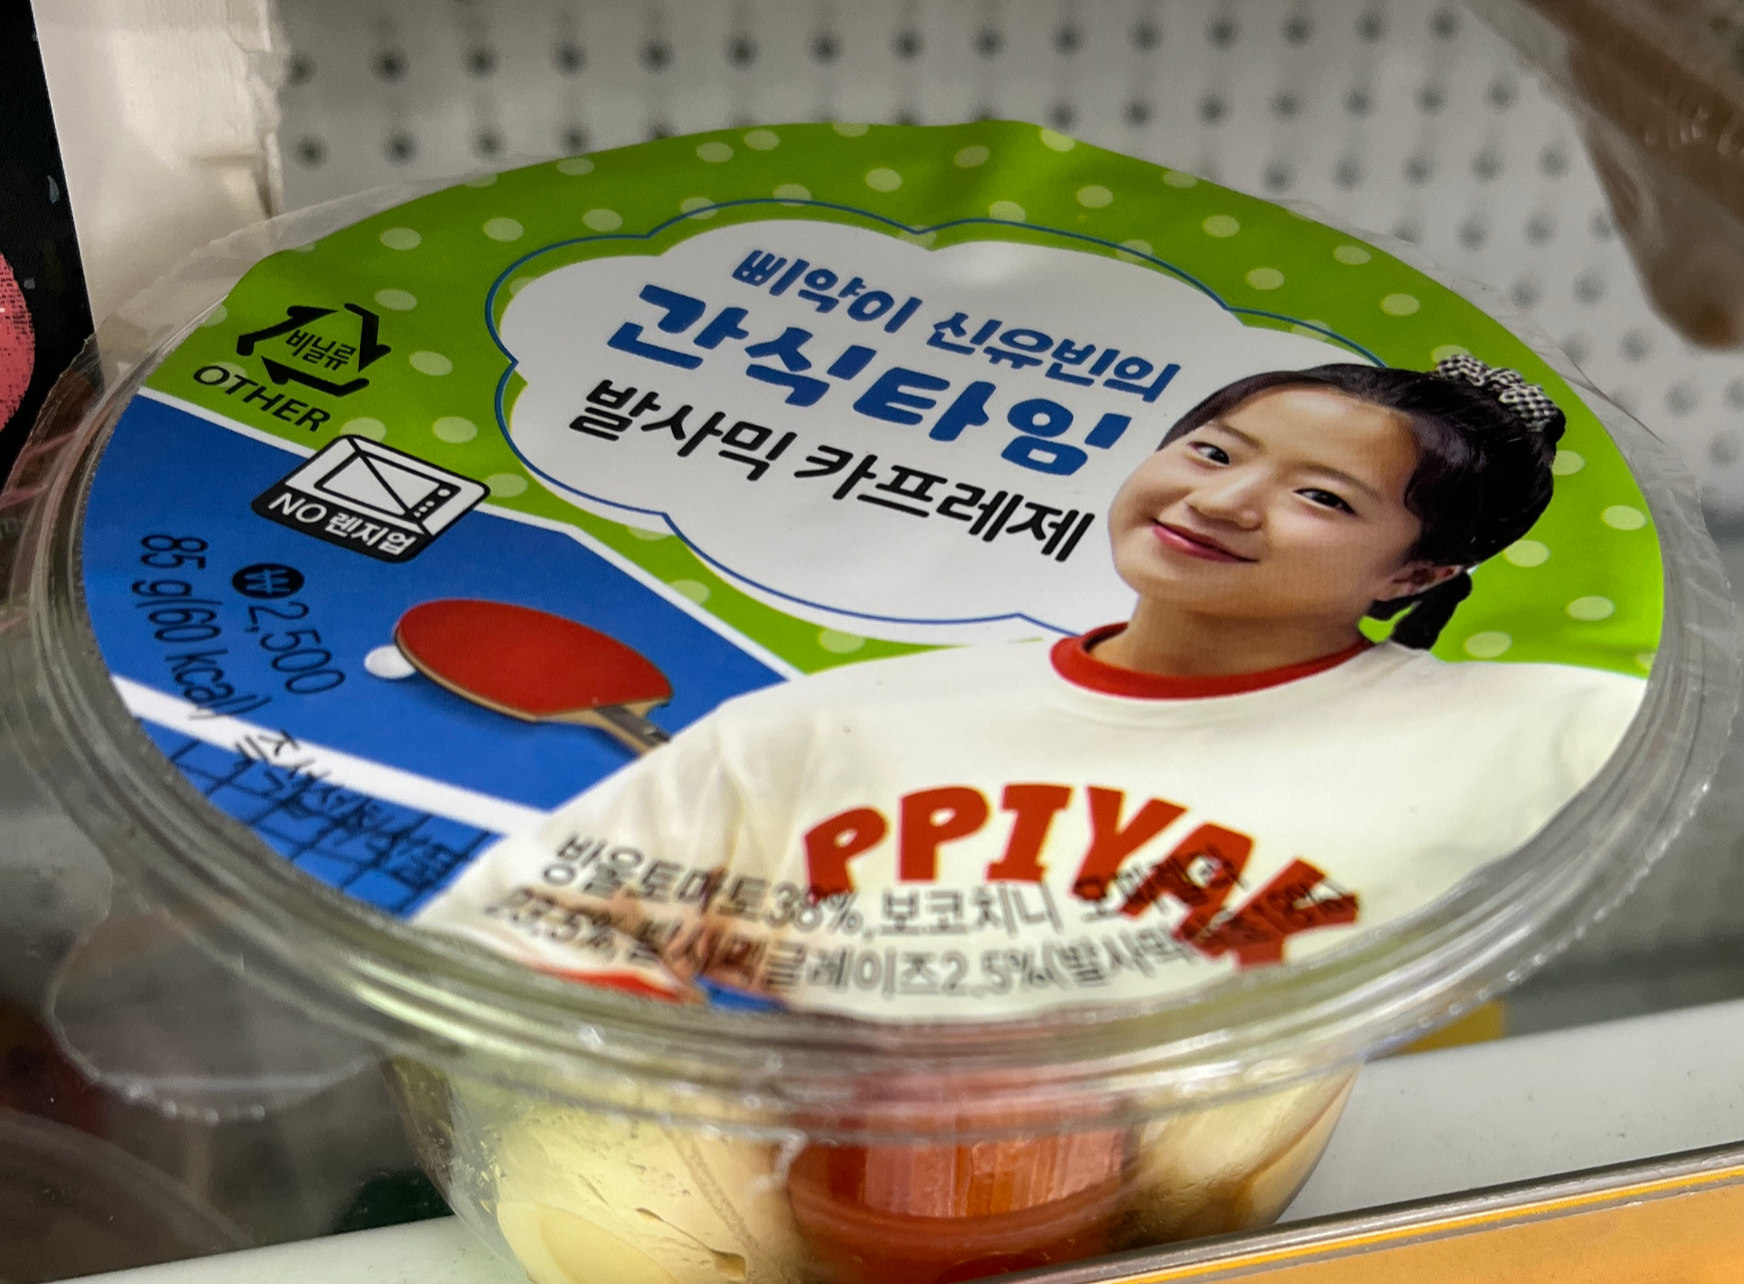 삐약이 신유빈의
간식타임
발사믹 카프레제
비닐류
OTHER
NO 렌지업
₩2,500
85 g(60 kcal)
PPIYAK
방울토마토38%,보코치니
23.5%,발사믹글레이즈2.5%(발사믹